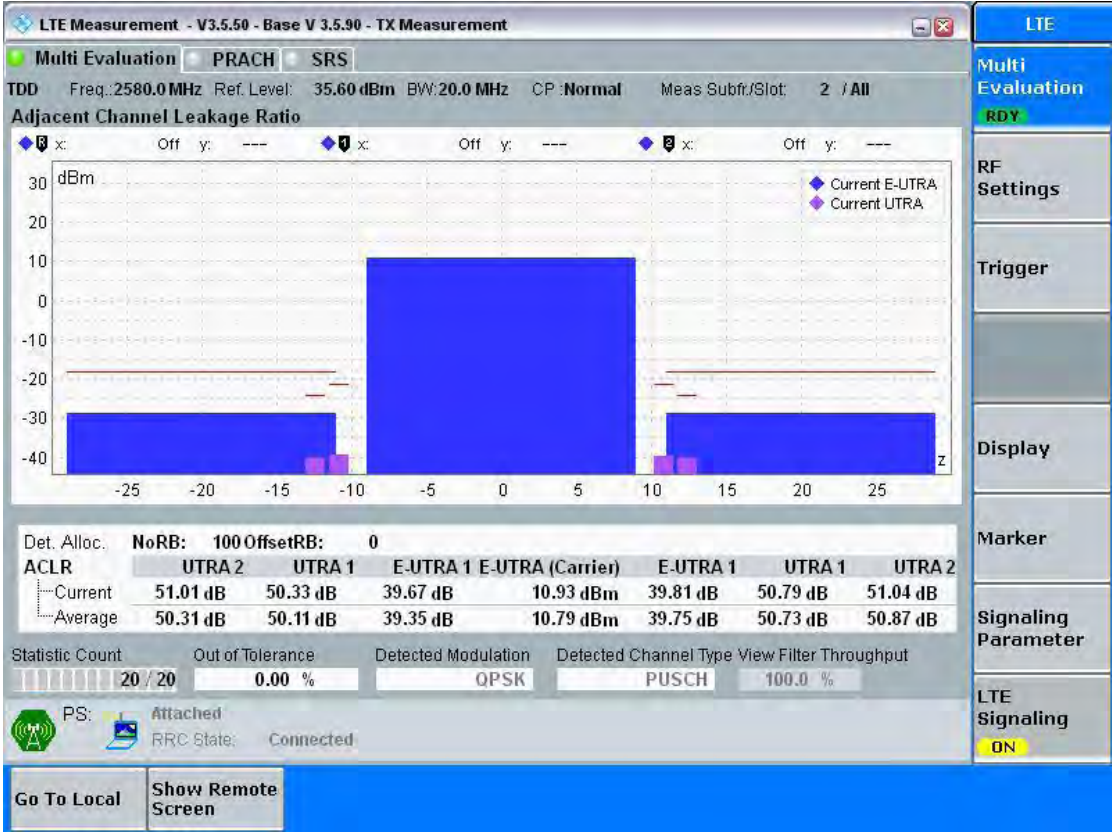 LTE Measurement - V3.5.50 - Base V 3.5.90 - TX Measurement
LTE
Multi Evaluation PRACH SRS
TDD Freq.:2580.0 MHz Ref. Level: 35.60 dBm BW:20.0 MHz CP :Normal Meas Subfr./Slot: 2 / All
Adjacent Channel Leakage Ratio
R x: Off y: --- 1 x: Off y: --- 2 x: Off y: ---
dBm
Current E-UTRA
Current UTRA
30
20
10
0
-10
-20
-30
-40
z
-25 -20 -15 -10 -5 0 5 10 15 20 25
Det. Alloc. NoRB: 100 OffsetRB: 0
ACLR UTRA 2 UTRA 1 E-UTRA 1 E-UTRA (Carrier) E-UTRA 1 UTRA 1 UTRA 2
Current 51.01 dB 50.33 dB 39.67 dB 10.93 dBm 39.81 dB 50.79 dB 51.04 dB
Average 50.31 dB 50.11 dB 39.35 dB 10.79 dBm 39.75 dB 50.73 dB 50.87 dB
Statistic Count Out of Tolerance Detected Modulation Detected Channel Type View Filter Throughput
20 / 20 0.00 % QPSK PUSCH 100.0 %
PS: Attached
RRC State: Connected
Multi
Evaluation
RDY
RF
Settings
Trigger
Display
Marker
Signaling
Parameter
LTE
Signaling
ON
Go To Local
Show Remote
Screen